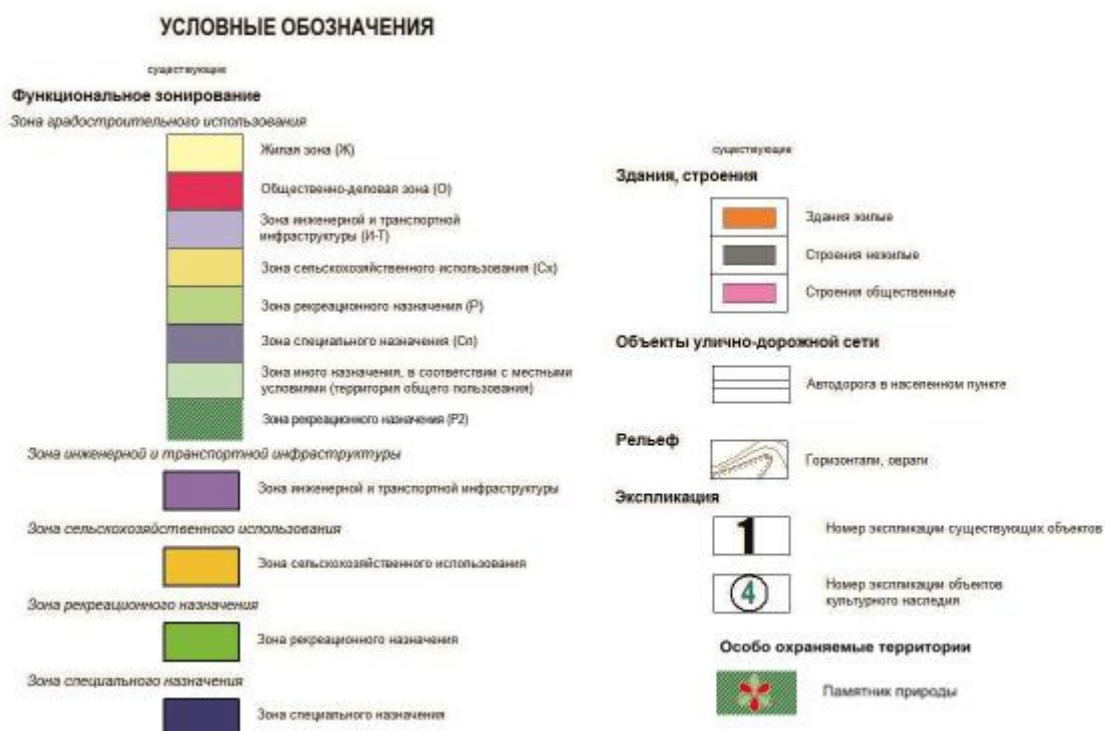 УСЛОВНЫЕ ОБОЗНАЧЕНИЯ
существующие
Функциональное зонирование
Зона градостроительного использования
Жилая зона (Ж)
Общественно-деловая зона (О)
Зона инженерной и транспортной
инфраструктуры (И-Т)
Зона сельскохозяйственного использования (Сх)
Зона рекреационного назначения (Р)
Зона специального назначения (Сп)
Зона иного назначения, в соответствии с местными
условиями (территория общего пользования)
Зона рекреационного назначения (Р2)
Зона инженерной и транспортной инфраструктуры
Зона инженерной и транспортной инфраструктуры
Зона сельскохозяйственного использования
Зона сельскохозяйственного использования
Зона рекреационного назначения
Зона рекреационного назначения
Зона специального назначения
Зона специального назначения
существующие
Здания, строения
Здания жилые
Строения нежилые
Строения общественные
Объекты улично-дорожной сети
Автодорога в населенном пункте
Рельеф
Горизонтали, овраги
Экспликация
1
Номер экспликации существующих объектов
4
Номер экспликации объектов
культурного наследия
Особо охраняемые территории
Памятник природы